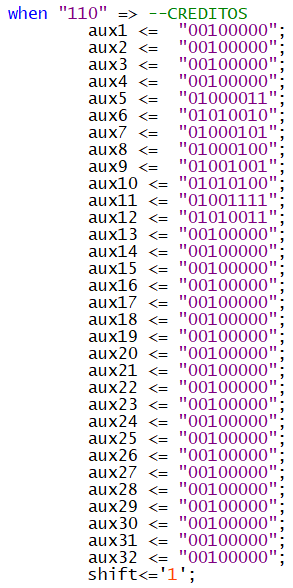 when "110" => --CREDITOS
aux1 <=  "00100000";
aux2 <=  "00100000";
aux3 <=  "00100000";
aux4 <=  "00100000";
aux5 <=  "01000011";
aux6 <=  "01010010";
aux7 <=  "01000101";
aux8 <=  "01000100";
aux9 <=  "01001001";
aux10 <= "01010100";
aux11 <= "01001111";
aux12 <= "01010011";
aux13 <= "00100000";
aux14 <= "00100000";
aux15 <= "00100000";
aux16 <= "00100000";
aux17 <= "00100000";
aux18 <= "00100000";
aux19 <= "00100000";
aux20 <= "00100000";
aux21 <= "00100000";
aux22 <= "00100000";
aux23 <= "00100000";
aux24 <= "00100000";
aux25 <= "00100000";
aux26 <= "00100000";
aux27 <= "00100000";
aux28 <= "00100000";
aux29 <= "00100000";
aux30 <= "00100000";
aux31 <= "00100000";
aux32 <= "00100000";
shift<='1';